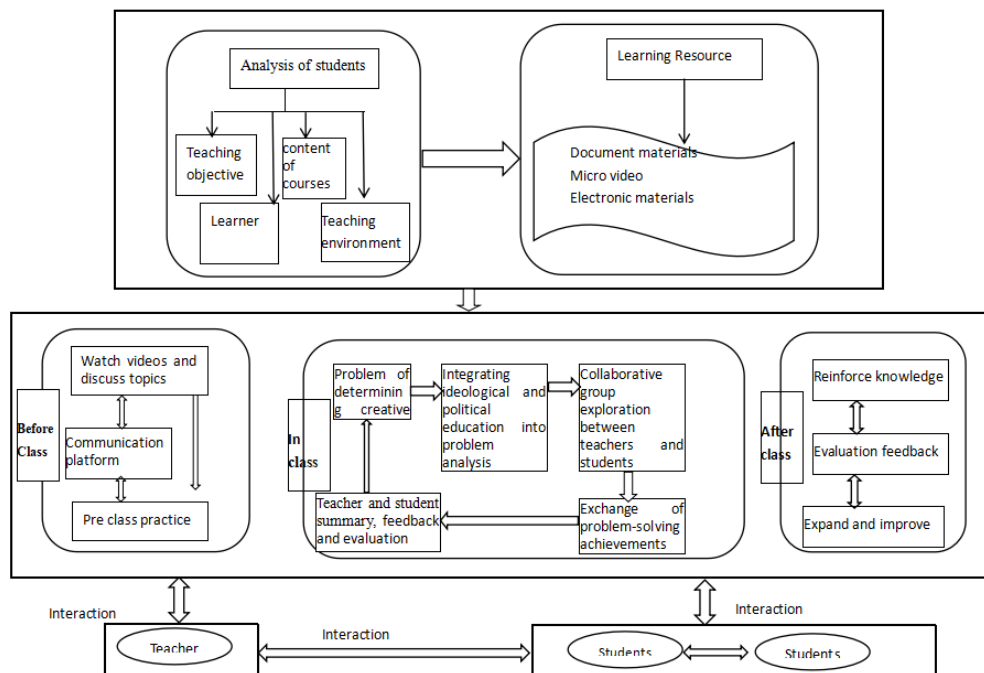 Analysis of students
Teaching
objective
content
of
courses
Learner
Teaching
environment
Learning Resource
Document materials
Micro video
Electronic materials
Before
Class
Watch videos and
discuss topics
Communication
platform
Pre class practice
In
class
Problem of
determinin
g creative
Integrating
ideological and
political
education into
problem
analysis
Collaborative
group
exploration
between
teachers and
students
Teacher and student
summary, feedback
and evaluation
Exchange of
problem-solving
achievements
After
class
Reinforce knowledge
Evaluation feedback
Expand and improve
Interaction
Interaction
Interaction
Teacher
Students
Students